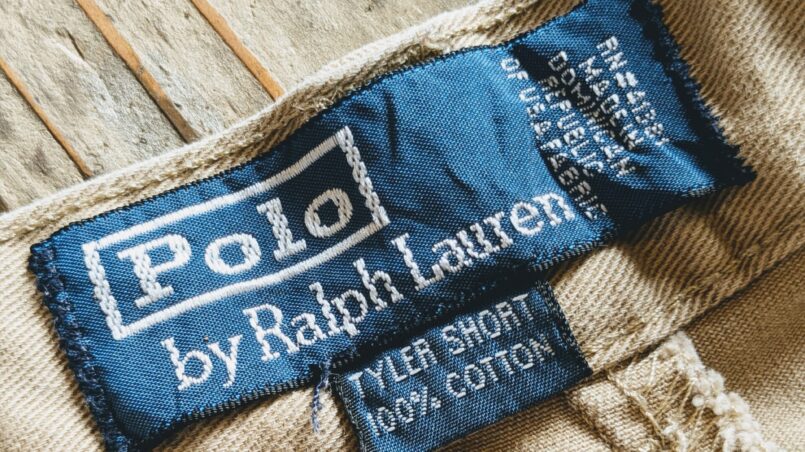 Polo
by Ralph Lauren
RN#41381
MADE IN
DOMINICAN
REPUBLIC
OF USA FABRIC
TYLER SHORT
100% COTTON